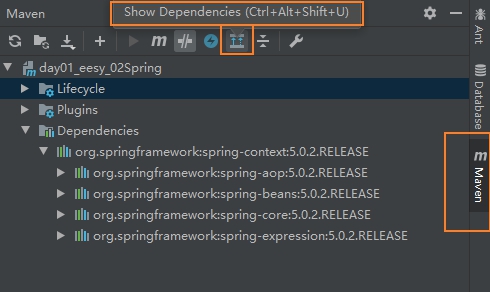 Maven
Show Dependencies (Ctrl+Alt+Shift+U)
m
day01_eesy_02Spring
Lifecycle
Plugins
Dependencies
org.springframework:spring-context:5.0.2.RELEASE
org.springframework:spring-aop:5.0.2.RELEASE
org.springframework:spring-beans:5.0.2.RELEASE
org.springframework:spring-core:5.0.2.RELEASE
org.springframework:spring-expression:5.0.2.RELEASE
Ant
Database
m Maven